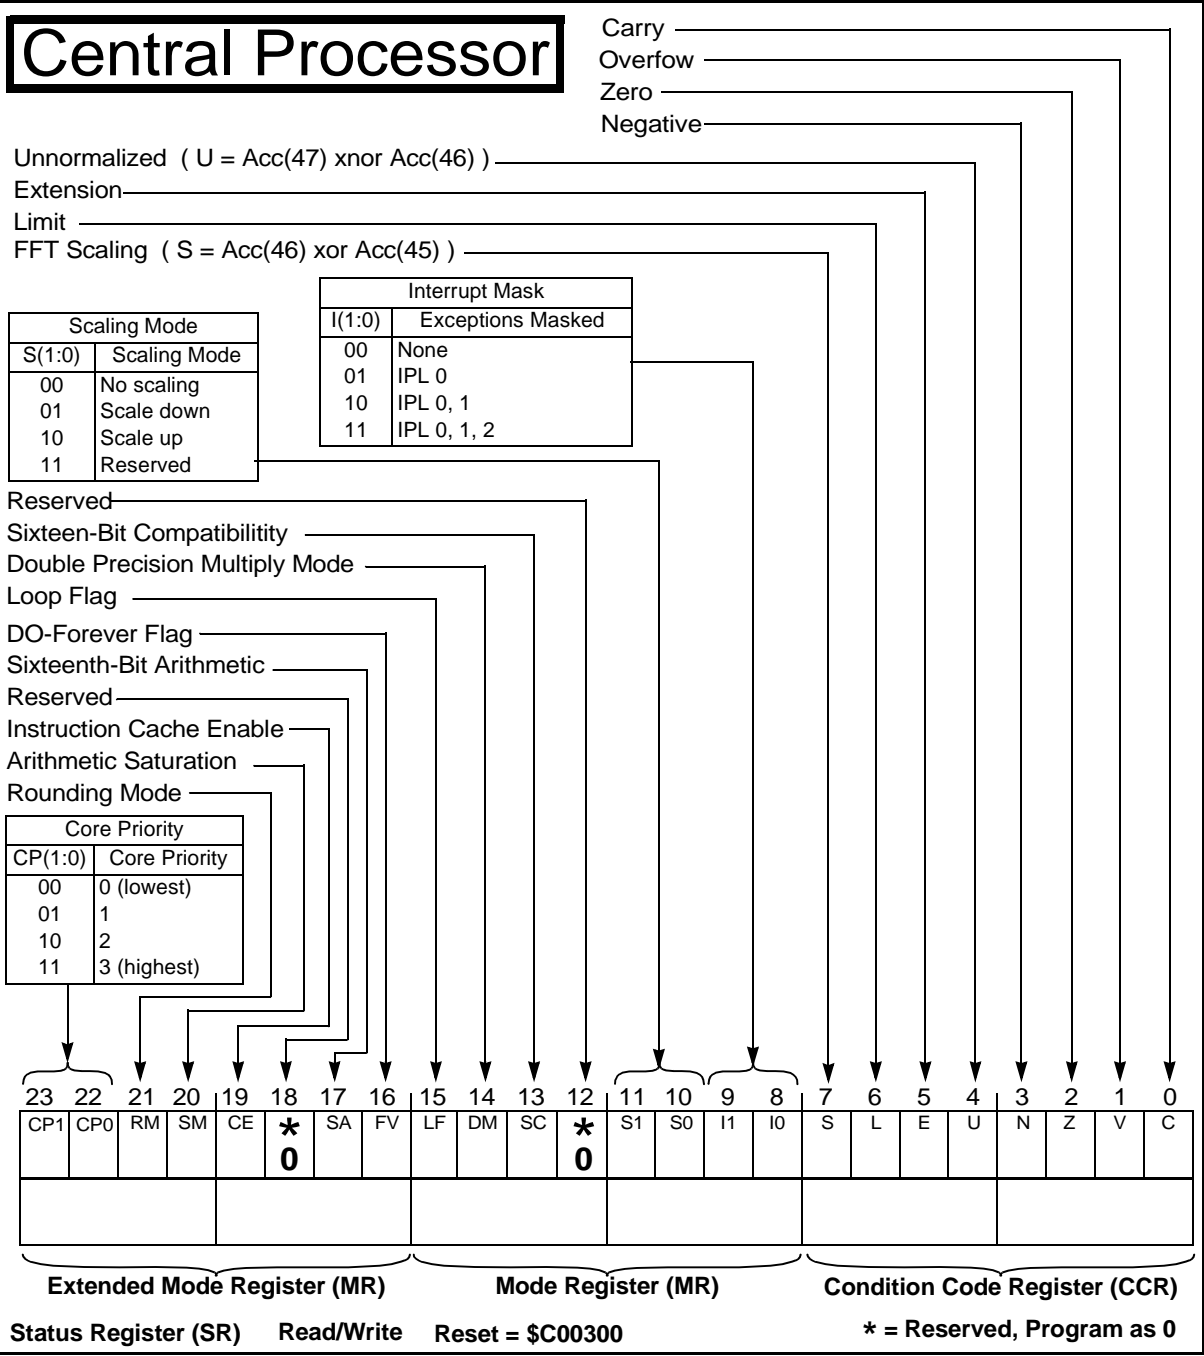 Central Processor
Carry
Overfow
Zero
Negative
Unnormalized ( U = Acc(47) xnor Acc(46) )
Extension
Limit
FFT Scaling ( S = Acc(46) xor Acc(45) )
Interrupt Mask
I(1:0) Exceptions Masked
00 None
01 IPL 0
10 IPL 0, 1
11 IPL 0, 1, 2
Scaling Mode
S(1:0) Scaling Mode
00 No scaling
01 Scale down
10 Scale up
11 Reserved
Reserved
Sixteen-Bit Compatibilitity
Double Precision Multiply Mode
Loop Flag
DO-Forever Flag
Sixteenth-Bit Arithmetic
Reserved
Instruction Cache Enable
Arithmetic Saturation
Rounding Mode
Core Priority
CP(1:0) Core Priority
00 0 (lowest)
01 1
10 2
11 3 (highest)
23 22 21 20 19 18 17 16 15 14 13 12 11 10 9 8 7 6 5 4 3 2 1 0
CP1 CP0 RM SM CE * SA FV LF DM SC * S1 S0 I1 I0 S L E U N Z V C
0 0
Extended Mode Register (MR) Mode Register (MR) Condition Code Register (CCR)
Status Register (SR) Read/Write Reset = $C00300 * = Reserved, Program as 0